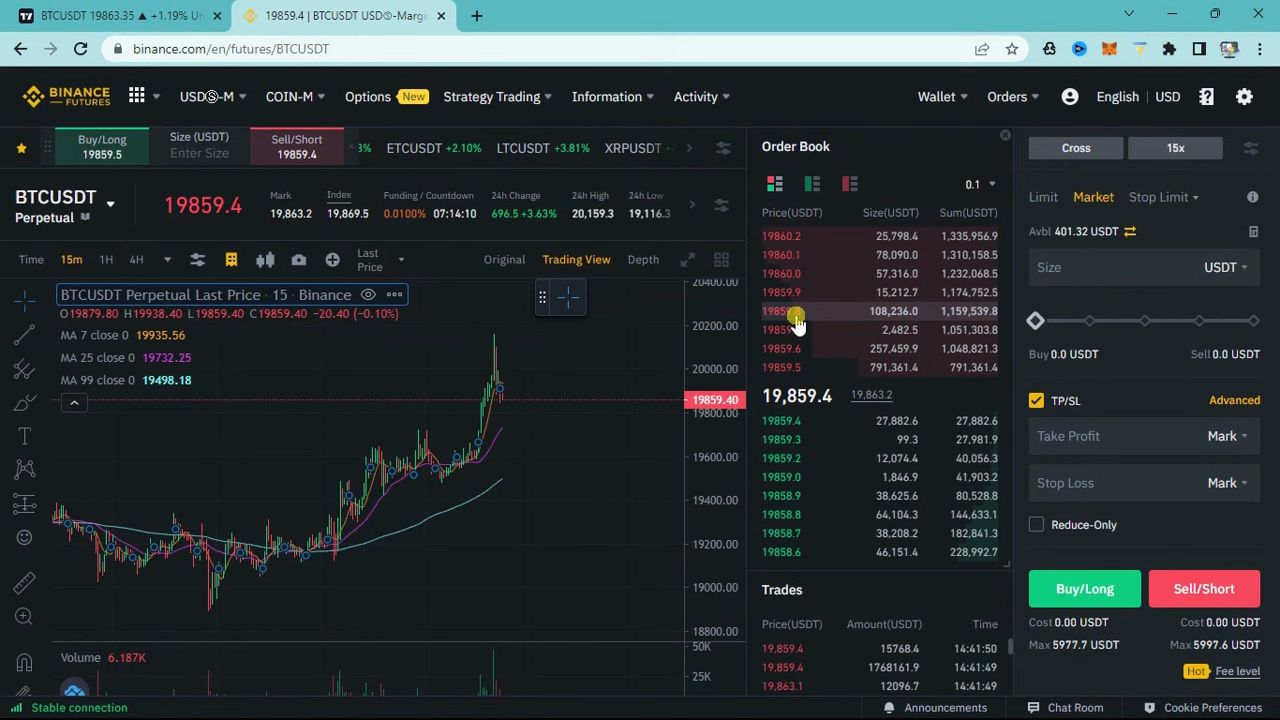 BTCUSDT 19863.35 ▲ +1.19% Un
19859.4 | BTCUSDT USDⓈ-Margi
binance.com/en/futures/BTCUSDT
BINANCE
FUTURES
USDⓈ-M
COIN-M
Options
New
Strategy Trading
Information
Activity
Wallet
Orders
English
USD
Buy/Long
19859.5
Size (USDT)
Enter Size
Sell/Short
19859.4
8%
ETCUSDT +2.10%
LTCUSDT +3.81%
XRPUSDT
BTCUSDT
Perpetual
19859.4
Mark
19,863.2
Index
19,869.5
Funding / Countdown
0.0100% 07:14:10
24h Change
696.5 +3.63%
24h High
20,159.3
24h Low
19,116.3
Time
15m
1H
4H
Last
Price
Original
Trading View
Depth
BTCUSDT Perpetual Last Price · 15 · Binance
O19879.80 H19938.40 L19859.40 C19859.40 −20.40 (−0.10%)
MA 7 close 0 19935.56
MA 25 close 0 19732.25
MA 99 close 0 19498.18
20400.00
20200.00
20000.00
19859.40
19800.00
19600.00
19400.00
19200.00
19000.00
18800.00
Volume 6.187K
50K
25K
Order Book
0.1
Price(USDT) Size(USDT) Sum(USDT)
19860.2 25,798.4 1,335,956.9
19860.1 78,090.0 1,310,158.5
19860.0 57,316.0 1,232,068.5
19859.9 15,212.7 1,174,752.5
108,236.0 1,159,539.8
2,482.5 1,051,303.8
19859.6 257,459.9 1,048,821.3
19859.5 791,361.4 791,361.4
19,859.4 19,863.2
19859.4 27,882.6 27,882.6
19859.3 99.3 27,981.9
19859.2 12,074.4 40,056.3
19859.0 1,846.9 41,903.2
19858.9 38,625.6 80,528.8
19858.8 64,104.3 144,633.1
19858.7 38,208.2 182,841.3
19858.6 46,151.4 228,992.7
Trades
Price(USDT) Amount(USDT) Time
19,859.4 15768.4 14:41:50
19,859.4 1768161.9 14:41:49
19,863.1 12096.7 14:41:49
Cross
15x
Limit
Market
Stop Limit
Avbl 401.32 USDT
Size
USDT
Buy 0.0 USDT
Sell 0.0 USDT
TP/SL
Advanced
Take Profit
Mark
Stop Loss
Mark
Reduce-Only
Buy/Long
Sell/Short
Cost 0.00 USDT
Cost 0.00 USDT
Max 5977.7 USDT
Max 5997.6 USDT
Hot
Fee level
Stable connection
Announcements
Chat Room
Cookie Preferences